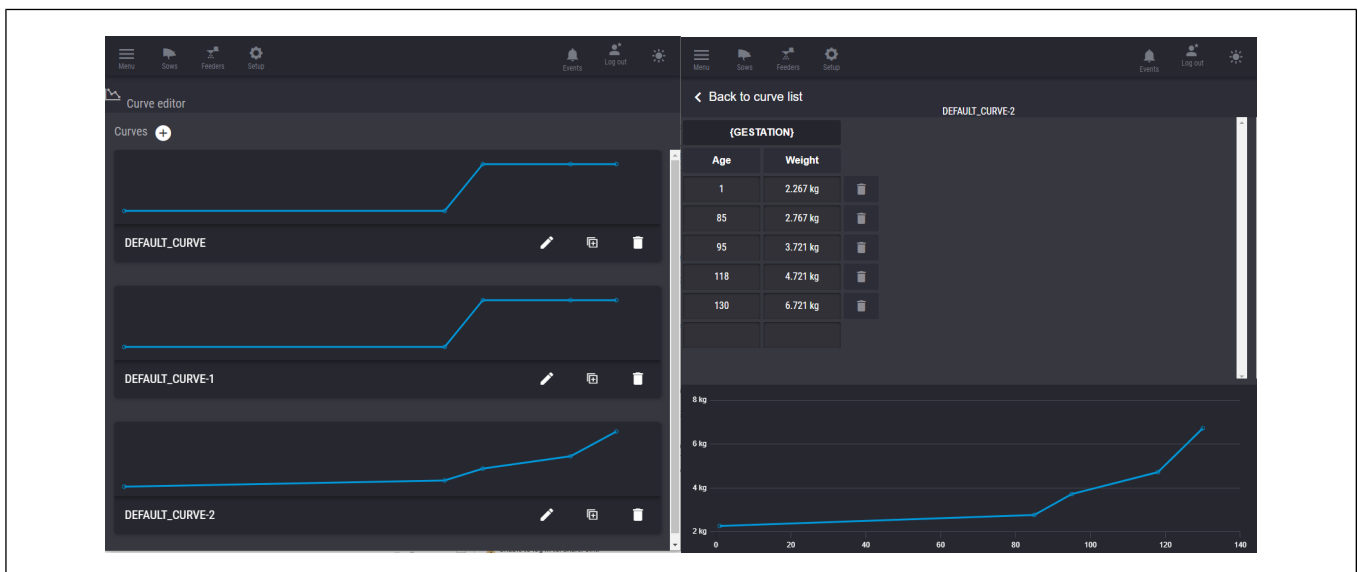 Menu Sows Feeders Setup Events Log out
Curve editor
Curves
DEFAULT_CURVE
DEFAULT_CURVE-1
DEFAULT_CURVE-2
Menu Sows Feeders Setup Events Log out
Back to curve list
DEFAULT_CURVE-2
{GESTATION}
Age Weight
1 2.267 kg
85 2.767 kg
95 3.721 kg
118 4.721 kg
130 6.721 kg
8 kg
6 kg
4 kg
2 kg
0 20 40 60 80 100 120 140